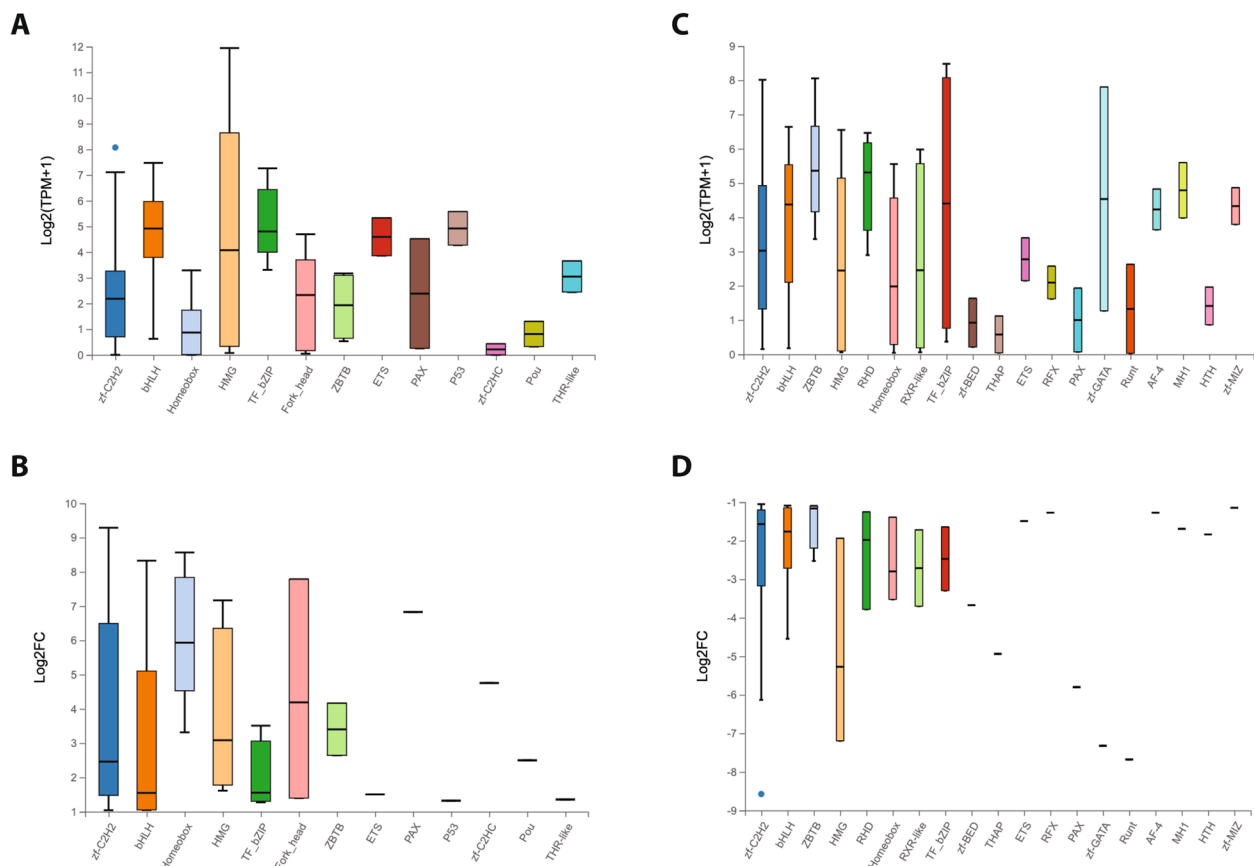 A
Log2(TPM+1)
12
11
10
9
8
7
6
5
4
3
2
1
0
zf-C2H2
bHLH
Homeobox
HMG
TF_bZIP
Fork_head
ZBTB
ETS
PAX
P53
zf-C2HC
Pou
THR-like
C
Log2(TPM+1)
9
8
7
6
5
4
3
2
1
0
zf-C2H2
bHLH
ZBTB
HMG
RHD
Homeobox
RXR-like
TF_bZIP
zf-BED
THAP
ETS
RFX
PAX
zf-GATA
Runt
AF-4
MH1
HTH
zf-MIZ
B
Log2FC
10
9
8
7
6
5
4
3
2
1
zf-C2H2
bHLH
Homeobox
HMG
TF_bZIP
Fork_head
ZBTB
ETS
PAX
P53
zf-C2HC
Pou
THR-like
D
Log2FC
-1
-2
-3
-4
-5
-6
-7
-8
-9
zf-C2H2
bHLH
ZBTB
HMG
RHD
Homeobox
RXR-like
TF_bZIP
zf-BED
THAP
ETS
RFX
PAX
zf-GATA
Runt
AF-4
MH1
HTH
zf-MIZ